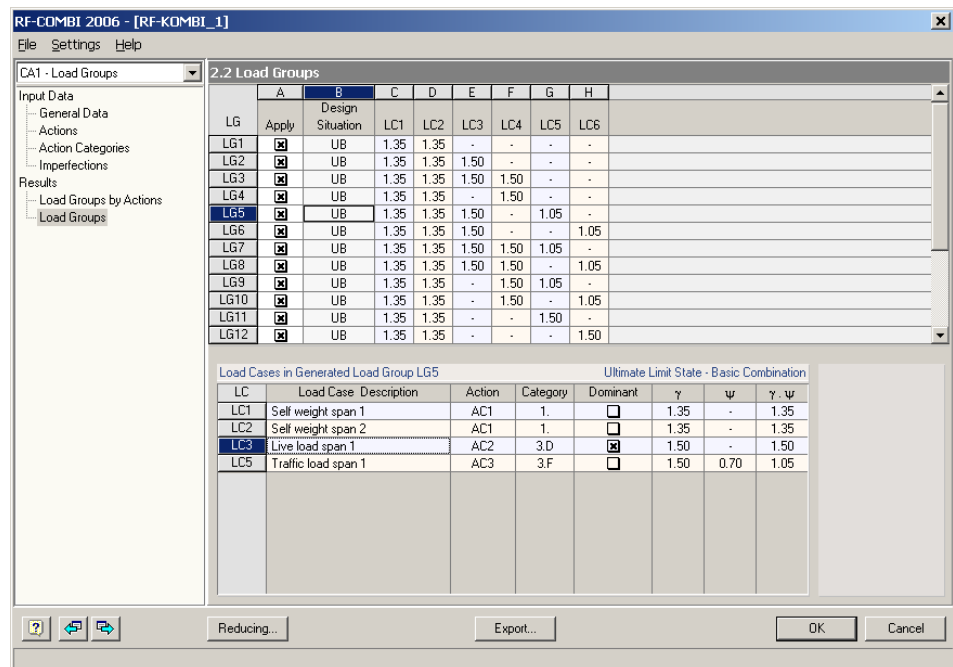 RF-COMBI 2006 - [RF-KOMBI_1]
File Settings Help
CA1 - Load Groups
Input Data
General Data
Actions
Action Categories
Imperfections
Results
Load Groups by Actions
Load Groups
2.2 Load Groups
A B C D E F G H
LG Apply Design Situation LC1 LC2 LC3 LC4 LC5 LC6
LG1 UB 1.35 1.35 - - - -
LG2 UB 1.35 1.35 1.50 - - -
LG3 UB 1.35 1.35 1.50 1.50 - -
LG4 UB 1.35 1.35 - 1.50 - -
LG5 UB 1.35 1.35 1.50 - 1.05 -
LG6 UB 1.35 1.35 1.50 - - 1.05
LG7 UB 1.35 1.35 1.50 1.50 1.05 -
LG8 UB 1.35 1.35 1.50 1.50 - 1.05
LG9 UB 1.35 1.35 - 1.50 1.05 -
LG10 UB 1.35 1.35 - 1.50 - 1.05
LG11 UB 1.35 1.35 - - 1.50 -
LG12 UB 1.35 1.35 - - - 1.50
Load Cases in Generated Load Group LG5 Ultimate Limit State - Basic Combination
LC Load Case Description Action Category Dominant γ ψ γ . ψ
LC1 Self weight span 1 AC1 1. 1.35 - 1.35
LC2 Self weight span 2 AC1 1. 1.35 - 1.35
LC3 Live load span 1 AC2 3.D 1.50 - 1.50
LC5 Traffic load span 1 AC3 3.F 1.50 0.70 1.05
Reducing... Export... OK Cancel